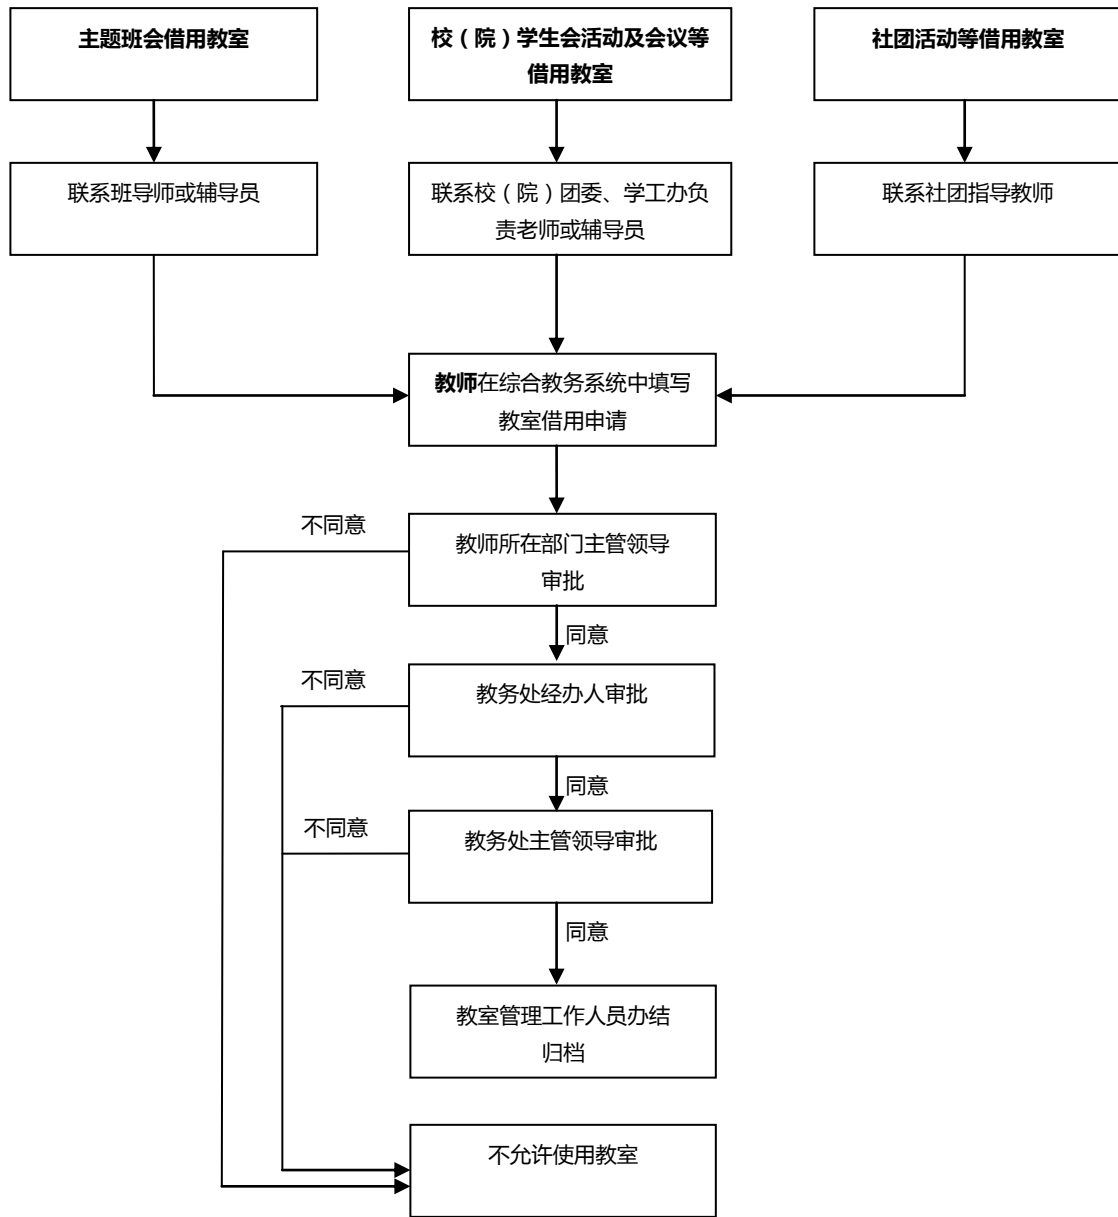 主题班会借用教室
校（院）学生会活动及会议等
借用教室
社团活动等借用教室
联系班导师或辅导员
联系校（院）团委、学工办负
责老师或辅导员
联系社团指导教师
教师在综合教务系统中填写
教室借用申请
不同意
教师所在部门主管领导
审批
同意
不同意
教务处经办人审批
同意
不同意
教务处主管领导审批
同意
教室管理工作人员办结
归档
不允许使用教室